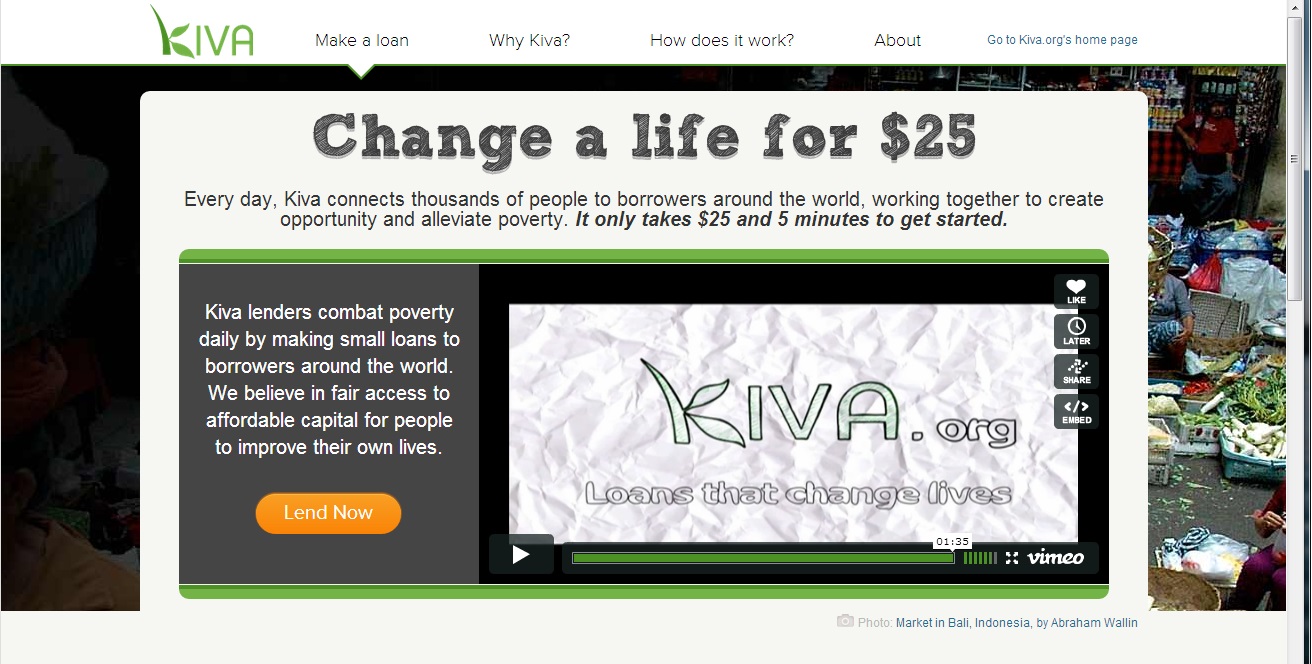 KIVA
Make a loan
Why Kiva?
How does it work?
About
Go to Kiva.org's home page
Change a life for $25
Every day, Kiva connects thousands of people to borrowers around the world, working together to create
opportunity and alleviate poverty. It only takes $25 and 5 minutes to get started.
Kiva lenders combat poverty
daily by making small loans to
borrowers around the world.
We believe in fair access to
affordable capital for people
to improve their own lives.
Lend Now
KIVA.org
Loans that change lives
LIKE
LATER
SHARE
EMBED
01:35
vimeo
Photo: Market in Bali, Indonesia, by Abraham Wallin